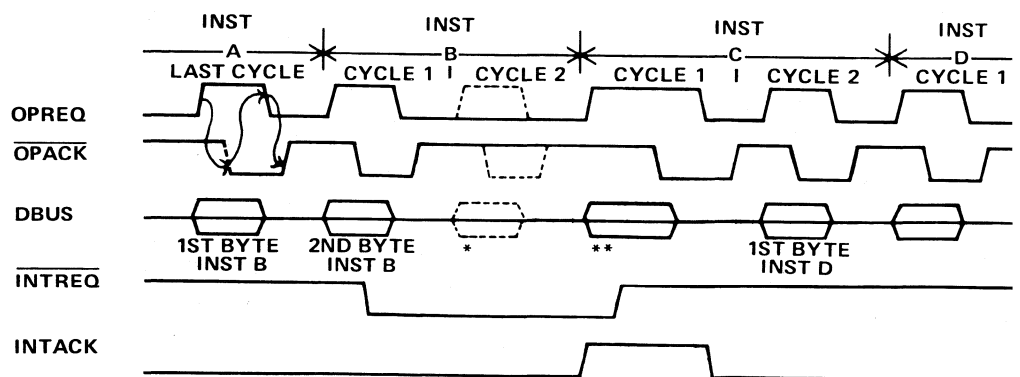 INST INST INST INST
A B C D
LAST CYCLE CYCLE 1 I CYCLE 2 CYCLE 1 I CYCLE 2 CYCLE 1
OPREQ
OPACK
DBUS
1ST BYTE 2ND BYTE * ** 1ST BYTE
INST B INST B INST D
INTREQ
INTACK